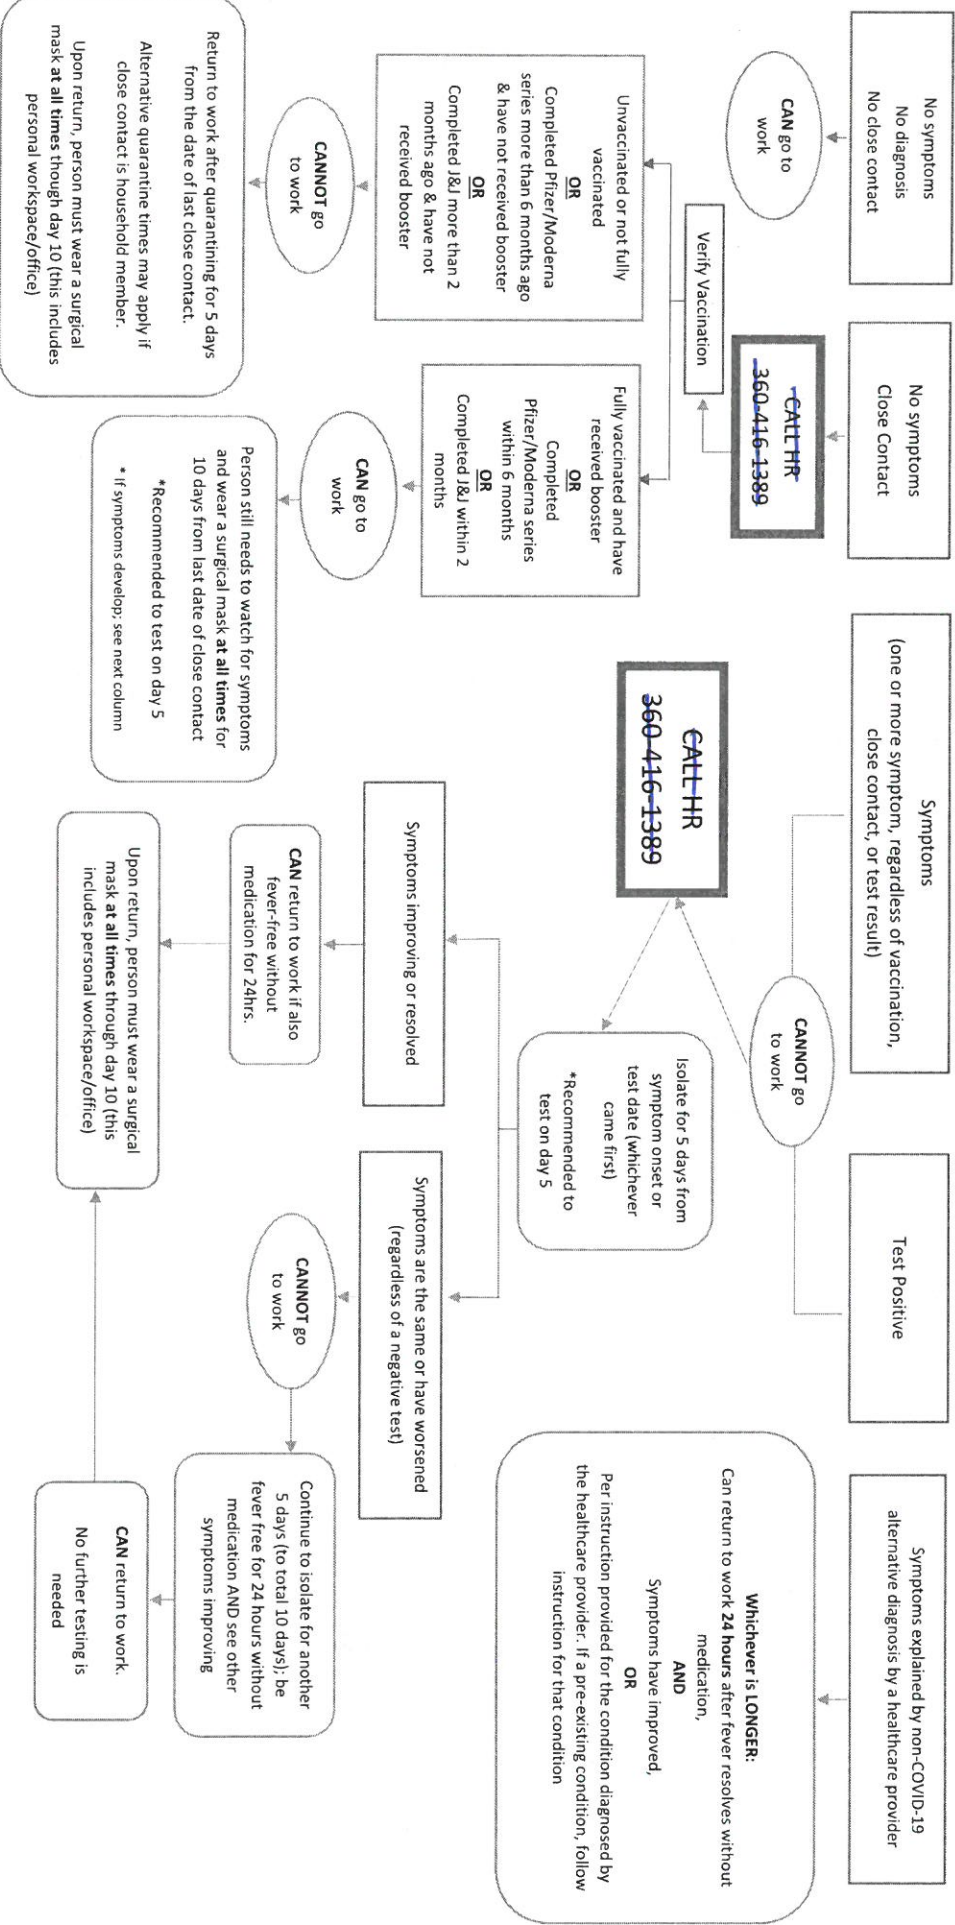 No symptoms
No diagnosis
No close contact
CAN go to
work
No symptoms
Close Contact
CALL HR
360-416-1389
Verify Vaccination
Unvaccinated or not fully
vaccinated
OR
Completed Pfizer/Moderna
series more than 6 months ago
& have not received booster
OR
Completed J&J more than 2
months ago & have not
received booster
CANNOT go
to work
Return to work after quarantining for 5 days
from the date of last close contact.
Alternative quarantine times may apply if
close contact is household member.
Upon return, person must wear a surgical
mask at all times though day 10 (this includes
personal workspace/office)
Fully vaccinated and have
received booster
OR
Completed
Pfizer/Moderna series
within 6 months
OR
Completed J&J within 2
months
CAN go to
work
Person still needs to watch for symptoms
and wear a surgical mask at all times for
10 days from last date of close contact
*Recommended to test on day 5
* If symptoms develop; see next column
Symptoms
(one or more symptom, regardless of vaccination,
close contact, or test result)
Test Positive
CANNOT go
to work
CALL HR
360-416-1389
Isolate for 5 days from
symptom onset or
test date (whichever
came first)
*Recommended to
test on day 5
Symptoms improving or resolved
CAN return to work if also
fever-free without
medication for 24hrs.
Upon return, person must wear a surgical
mask at all times through day 10 (this
includes personal workspace/office)
Symptoms are the same or have worsened
(regardless of a negative test)
CANNOT go
to work
Continue to isolate for another
5 days (to total 10 days); be
fever free for 24 hours without
medication AND see other
symptoms improving
CAN return to work.
No further testing is
needed
Symptoms explained by non-COVID-19
alternative diagnosis by a healthcare provider
Whichever is LONGER:
Can return to work 24 hours after fever resolves without
medication,
AND
Symptoms have improved,
OR
Per instruction provided for the condition diagnosed by
the healthcare provider. If a pre-existing condition, follow
instruction for that condition